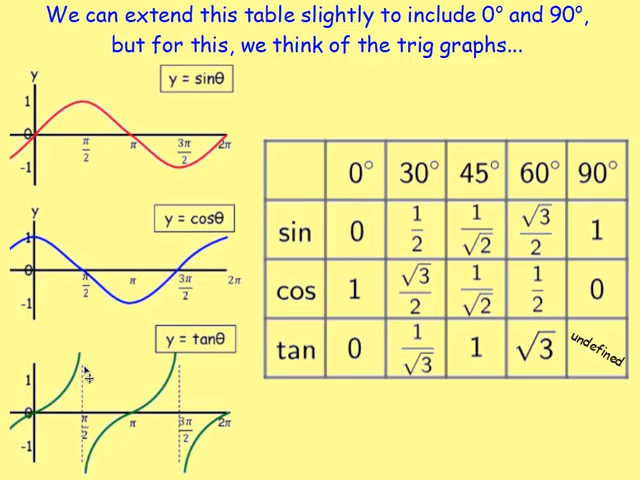 We can extend this table slightly to include 0° and 90°,
but for this, we think of the trig graphs...
y
y = sinθ
1
0
-1
π/2
π
3π/2
2π
y
y = cosθ
1
0
-1
π/2
π
3π/2
2π
y = tanθ
1
0
-1
π/2
π
3π/2
2π
0° 30° 45° 60° 90°
sin 0 1/2 1/√2 √3/2 1
cos 1 √3/2 1/√2 1/2 0
tan 0 1/√3 1 √3 undefined